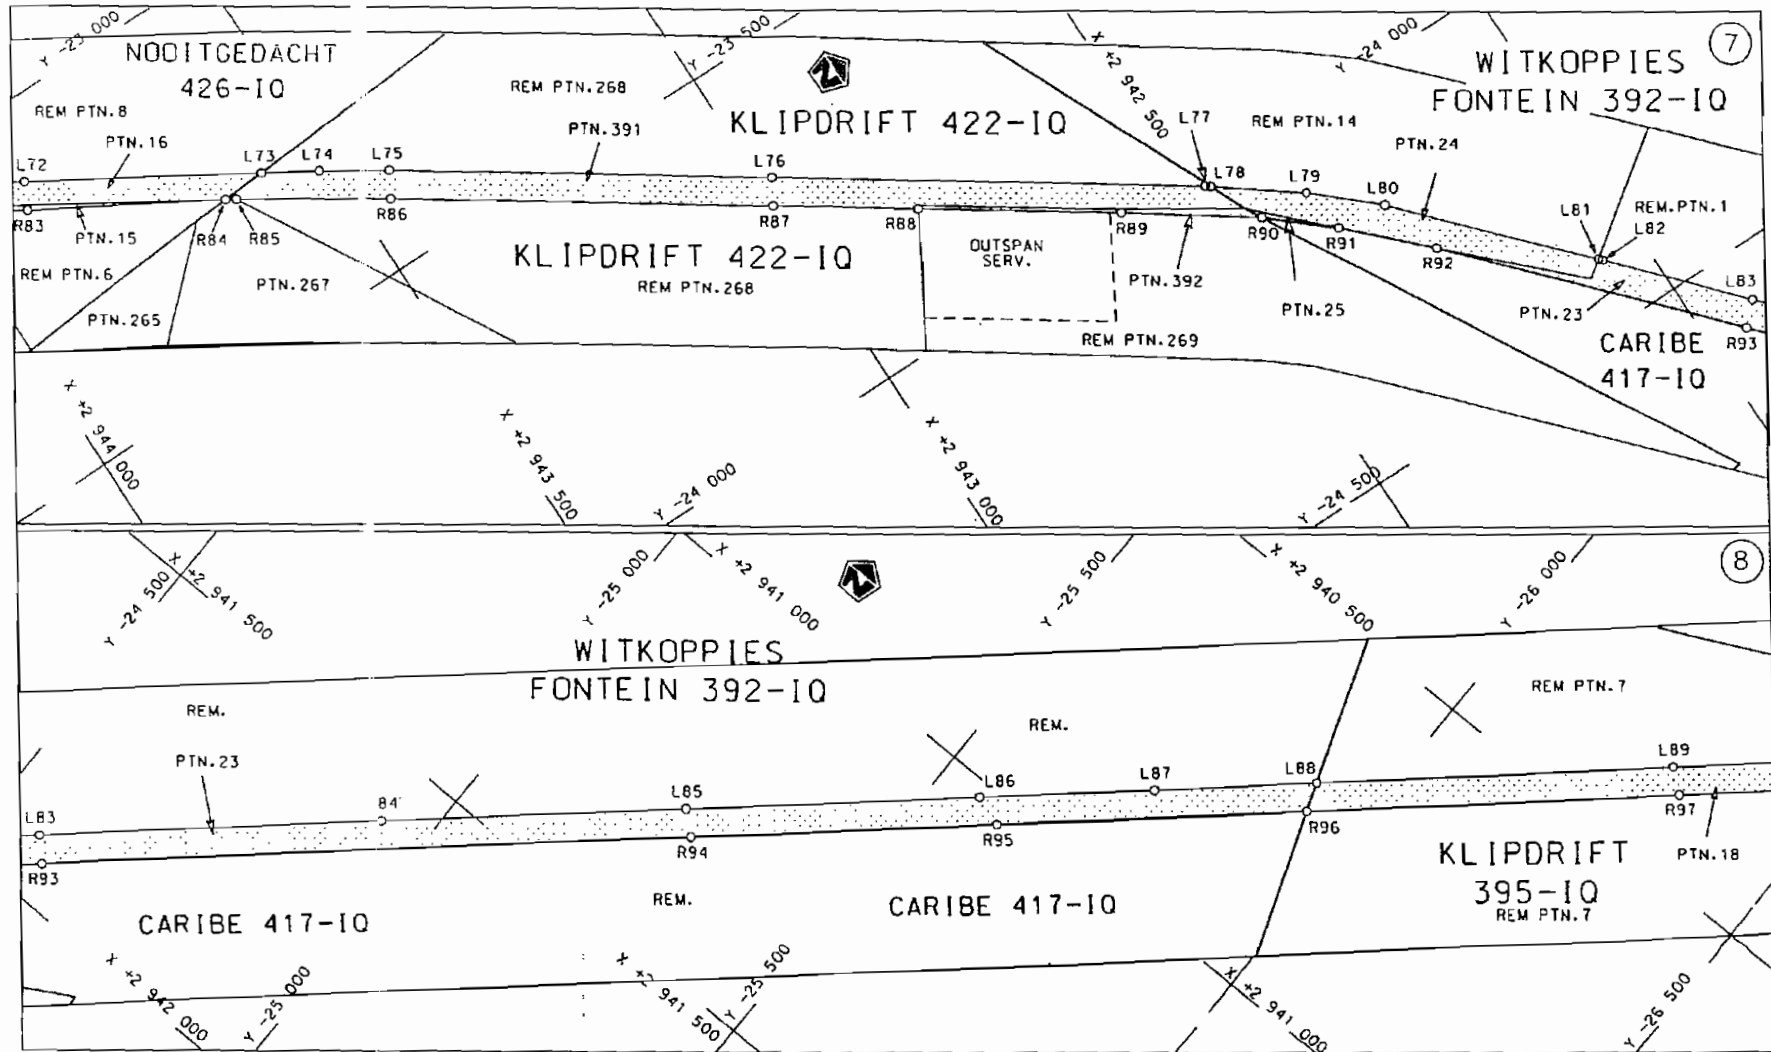 Y -23 000
Y -23 500
X +2 942 500
Y -24 000
7
NOOITGEDACHT
426-IQ
WITKOPPIES
FONTEIN 392-IQ
REM PTN.8
PTN.16
REM PTN.268
PTN.391
KLIPDRIFT 422-IQ
L77
REM PTN.14
PTN.24
L72
L73
L74
L75
L76
L78
L79
L80
L81
REM.PTN.1
L82
L83
R83
PTN.15
R84
R85
R86
R87
R88
R89
R90
R91
R92
R93
REM PTN.6
PTN.265
PTN.267
KLIPDRIFT 422-IQ
REM PTN.268
OUTSPAN
SERV.
PTN.392
PTN.25
PTN.23
REM PTN.269
CARIBE
417-IQ
X +2 944 000
X +2 943 500
Y -24 000
X +2 943 000
Y -24 500
8
Y -24 500
X +2 941 500
Y -25 000
X +2 941 000
Y -25 500
X +2 940 500
Y -26 000
WITKOPPIES
FONTEIN 392-IQ
REM.
REM.
REM PTN.7
PTN.23
L83
84
L85
L86
L87
L88
L89
R93
R94
R95
R96
R97
KLIPDRIFT
395-IQ
REM PTN.7
PTN.18
CARIBE 417-IQ
REM.
CARIBE 417-IQ
X +2 942 000
Y -25 000
X +2 941 500
Y -25 500
X +2 941 000
Y -26 500